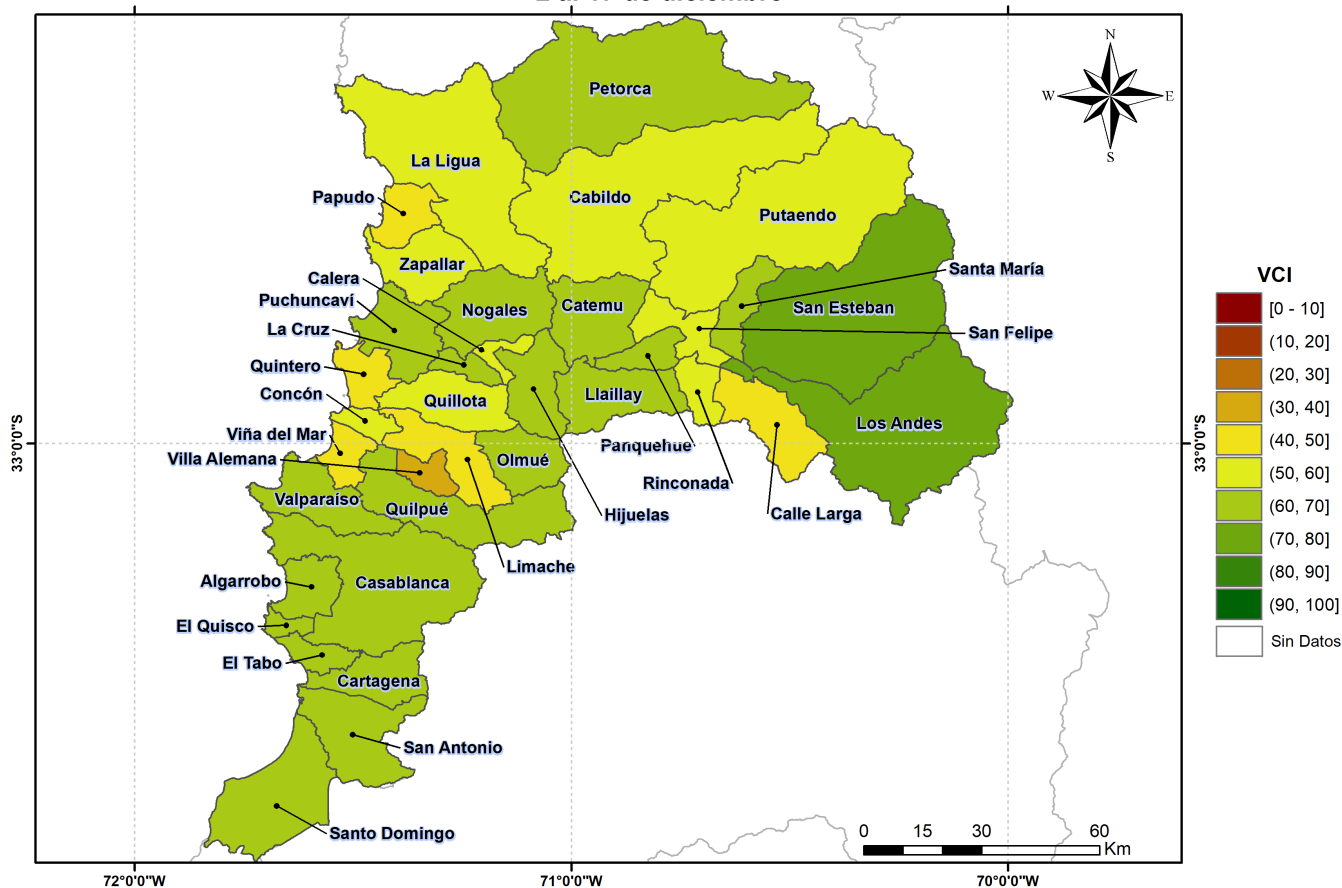 N
W E
S
Petorca
La Ligua
Papudo
Cabildo
Putaendo
Zapallar
Santa María
Calera
Puchuncaví
Nogales
Catemu
San Esteban
La Cruz
San Felipe
Quintero
Concón
Quillota
Llaillay
Los Andes
Viña del Mar
Panquehue
Villa Alemana
Olmué
Rinconada
Valparaíso
Quilpué
Hijuelas
Calle Larga
Limache
Algarrobo
Casablanca
El Quisco
El Tabo
Cartagena
San Antonio
Santo Domingo
VCI
[0 - 10]
(10, 20]
(20, 30]
(30, 40]
(40, 50]
(50, 60]
(60, 70]
(70, 80]
(80, 90]
(90, 100]
Sin Datos
33°0'0"S
33°0'0"S
0 15 30 60
Km
72°0'0"W 71°0'0"W 70°0'0"W